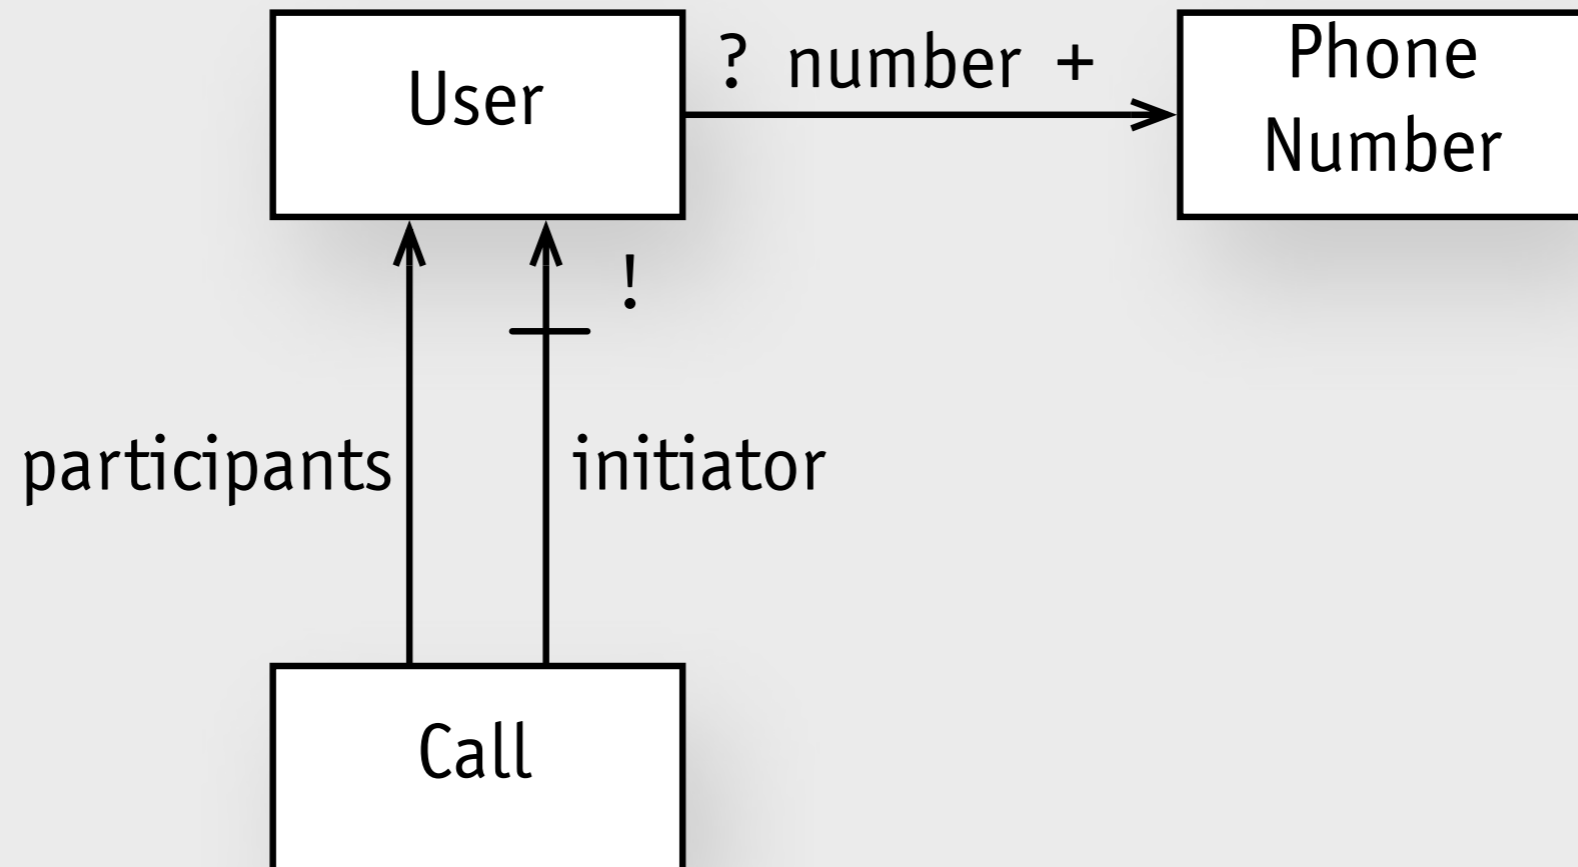 User
? number +
Phone
Number
!
participants
initiator
Call